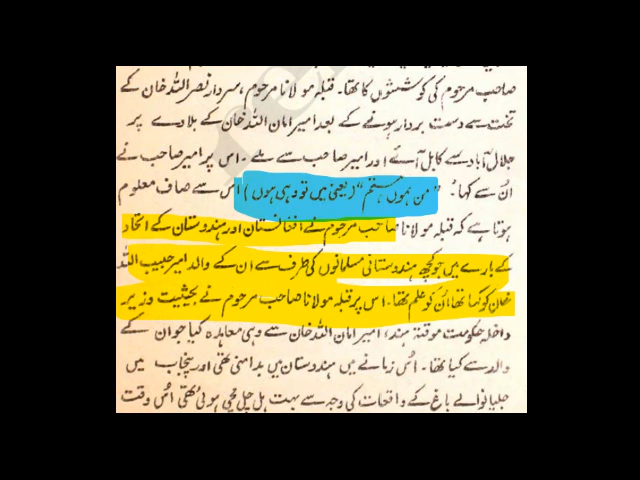 صاحب مرحوم کی کوششوں کا تھا۔ قبلہ مولانا مرحوم، سردار نصر اللہ خان کے
تخت سے دست بردار ہونے کے بعد امیر امان اللہ خان کے بلاوے پر
جلال آباد سے کابل آئے اور امیر صاحب سے ملے۔ اس پر امیر صاحب نے
ان سے کہا: "من ہموں ہستم" (یعنی میں تو وہی ہوں) اس سے صاف معلوم
ہوتا ہے کہ قبلہ مولانا صاحب مرحوم نے افغانستان اور ہندوستان کے اتحاد
کے بارے میں جو کچھ ہندوستانی مسلمانوں کی طرف سے ان کے والد امیر حبیب اللہ
خان کو کہا تھا، ان کو علم تھا۔ اس پر قبلہ مولانا صاحب مرحوم نے بحیثیت وزیر
داخلہ حکومت موقتہ ہند، امیر امان اللہ خان سے وہی معاہدہ کیا جو ان کے
والد سے کیا تھا۔ اُس زمانے میں ہندوستان میں بدامنی تھی اور پنجاب میں
جلیانوالے باغ کے واقعات کی وجہ سے بہت ہل چل مچی ہوئی تھی اُس وقت